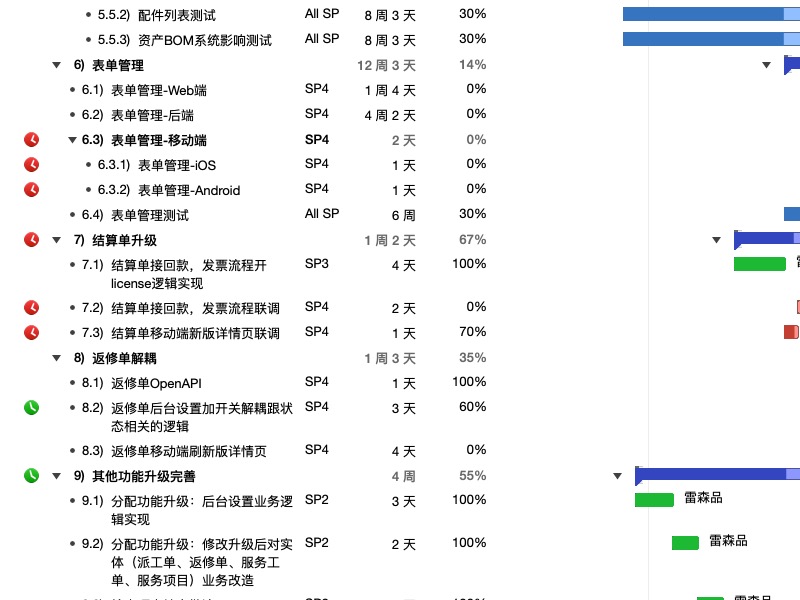 5.5.2) 配件列表测试 All SP 8 周 3 天 30%
5.5.3) 资产BOM系统影响测试 All SP 8 周 3 天 30%
6) 表单管理 12 周 3 天 14%
6.1) 表单管理-Web端 SP4 1 周 4 天 0%
6.2) 表单管理-后端 SP4 4 周 2 天 0%
6.3) 表单管理-移动端 SP4 2 天 0%
6.3.1) 表单管理-iOS SP4 1 天 0%
6.3.2) 表单管理-Android SP4 1 天 0%
6.4) 表单管理测试 All SP 6 周 30%
7) 结算单升级 1 周 2 天 67%
7.1) 结算单接回款，发票流程开 SP3 4 天 100%
license逻辑实现
7.2) 结算单接回款，发票流程联调 SP4 2 天 0%
7.3) 结算单移动端新版详情页联调 SP4 1 天 70%
8) 返修单解耦 1 周 3 天 35%
8.1) 返修单OpenAPI SP4 1 天 100%
8.2) 返修单后台设置加开关解耦跟状 SP4 3 天 60%
态相关的逻辑
8.3) 返修单移动端刷新版详情页 SP4 4 天 0%
9) 其他功能升级完善 4 周 55%
9.1) 分配功能升级：后台设置业务逻 SP2 3 天 100% 雷森品
辑实现
9.2) 分配功能升级：修改升级后对实 SP2 2 天 100% 雷森品
体（派工单、返修单、服务工
单、服务项目）业务改造